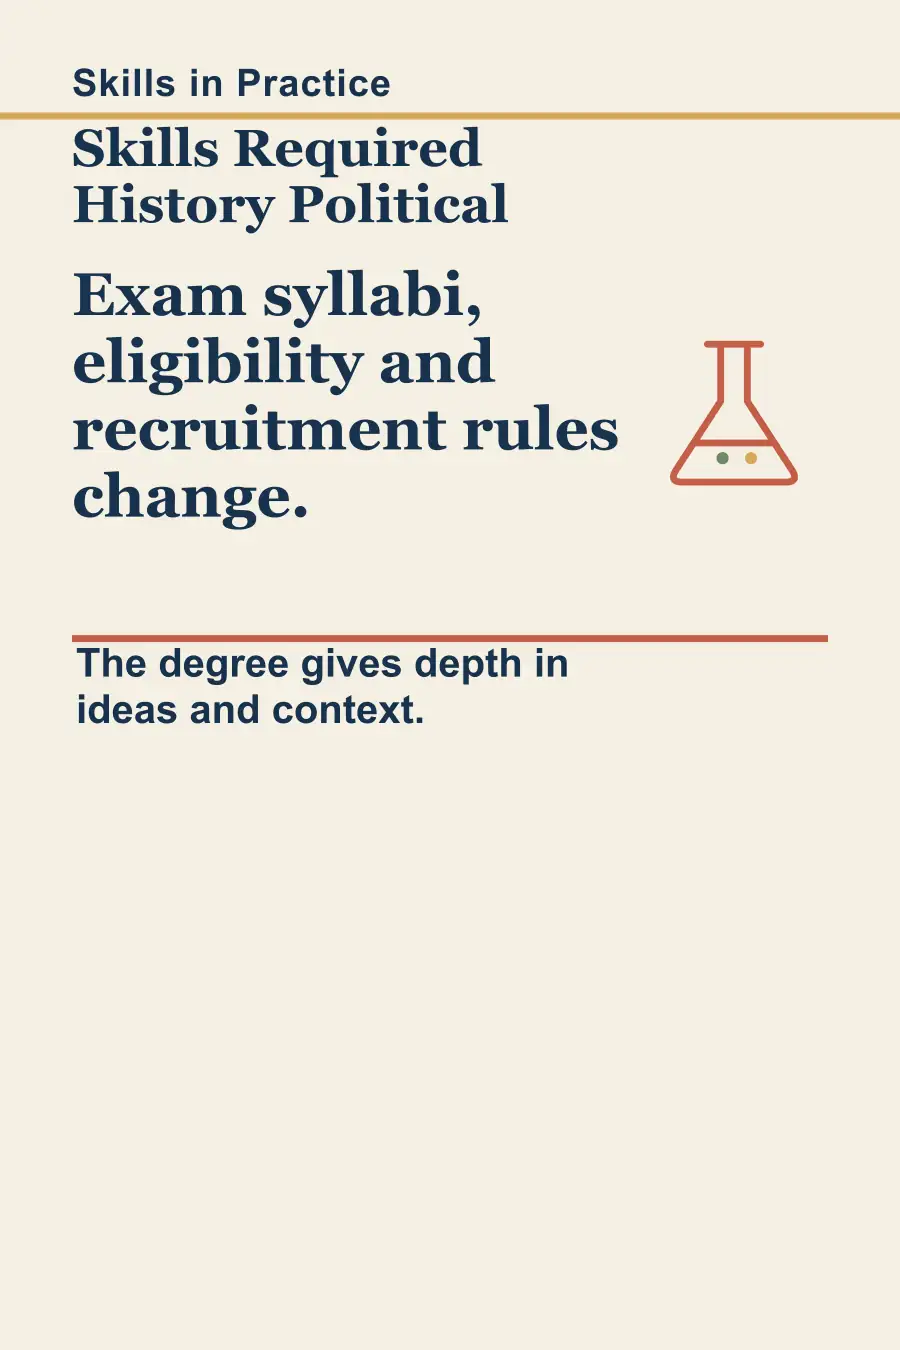 Skills in Practice
Skills Required
History Political
Exam syllabi,
eligibility and
recruitment rules
change.
The degree gives depth in
ideas and context.